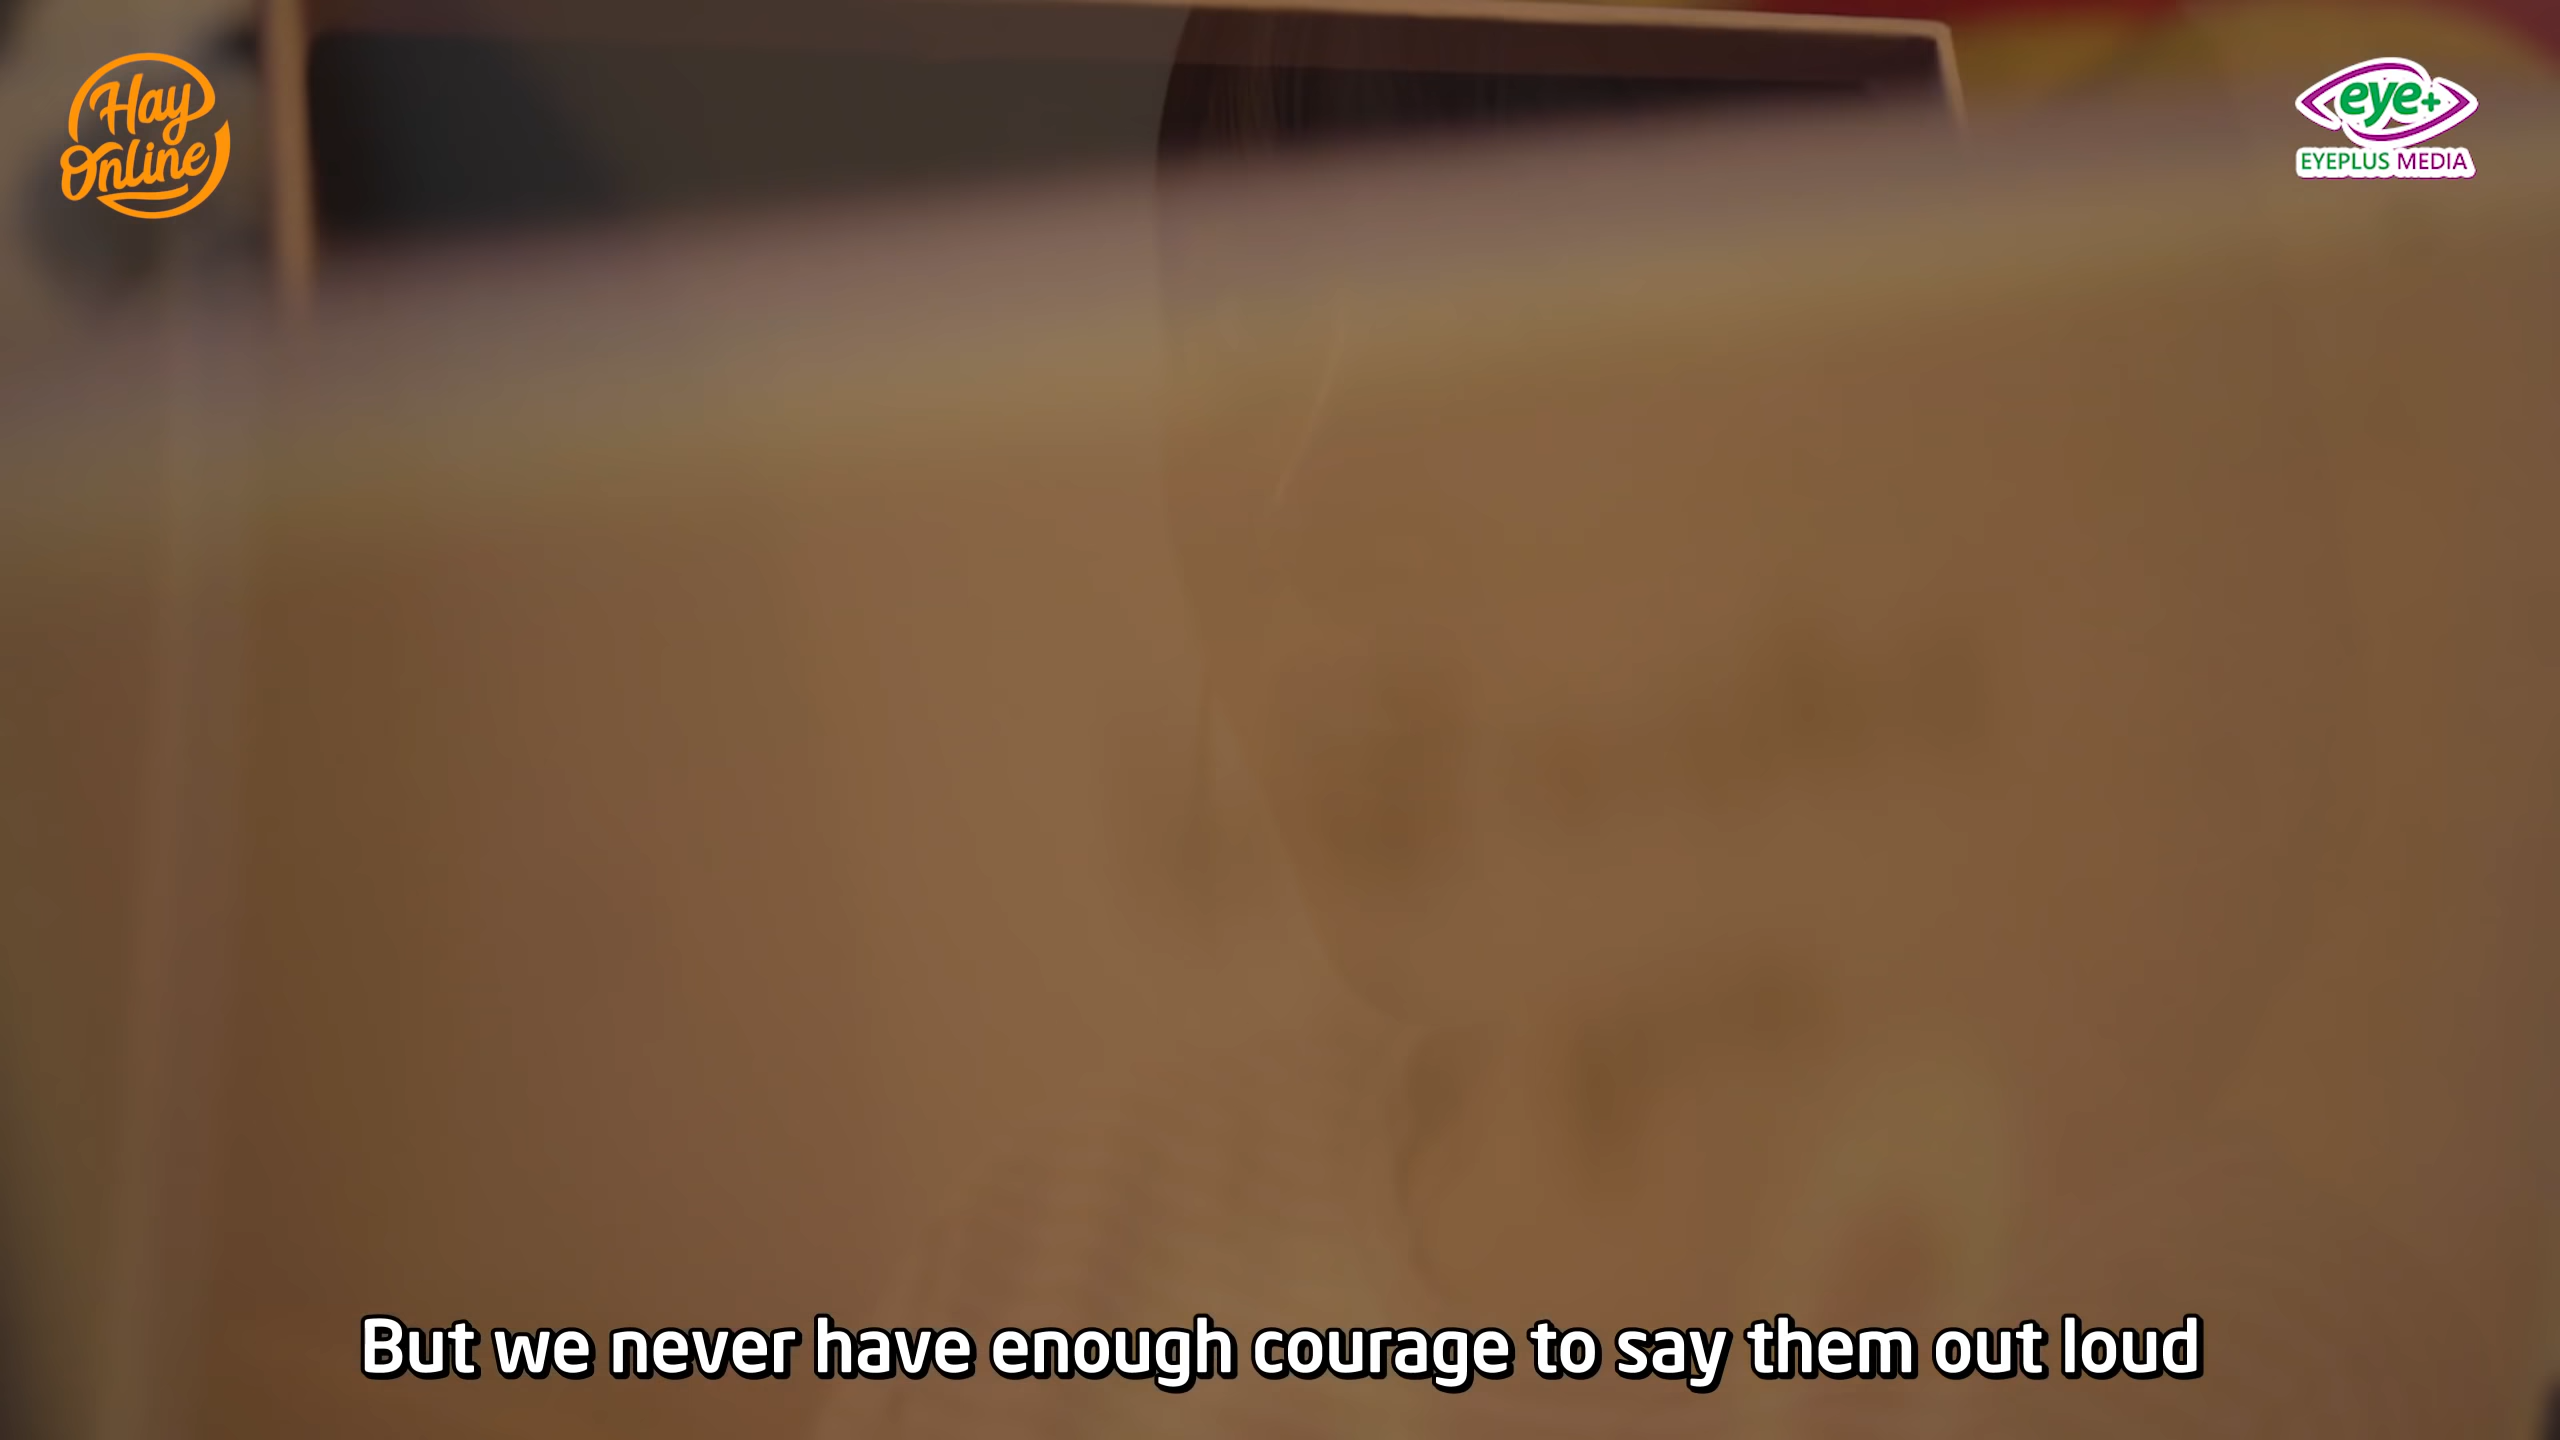 Hay
Online
eye+
EYEPLUS MEDIA
But we never have enough courage to say them out loud